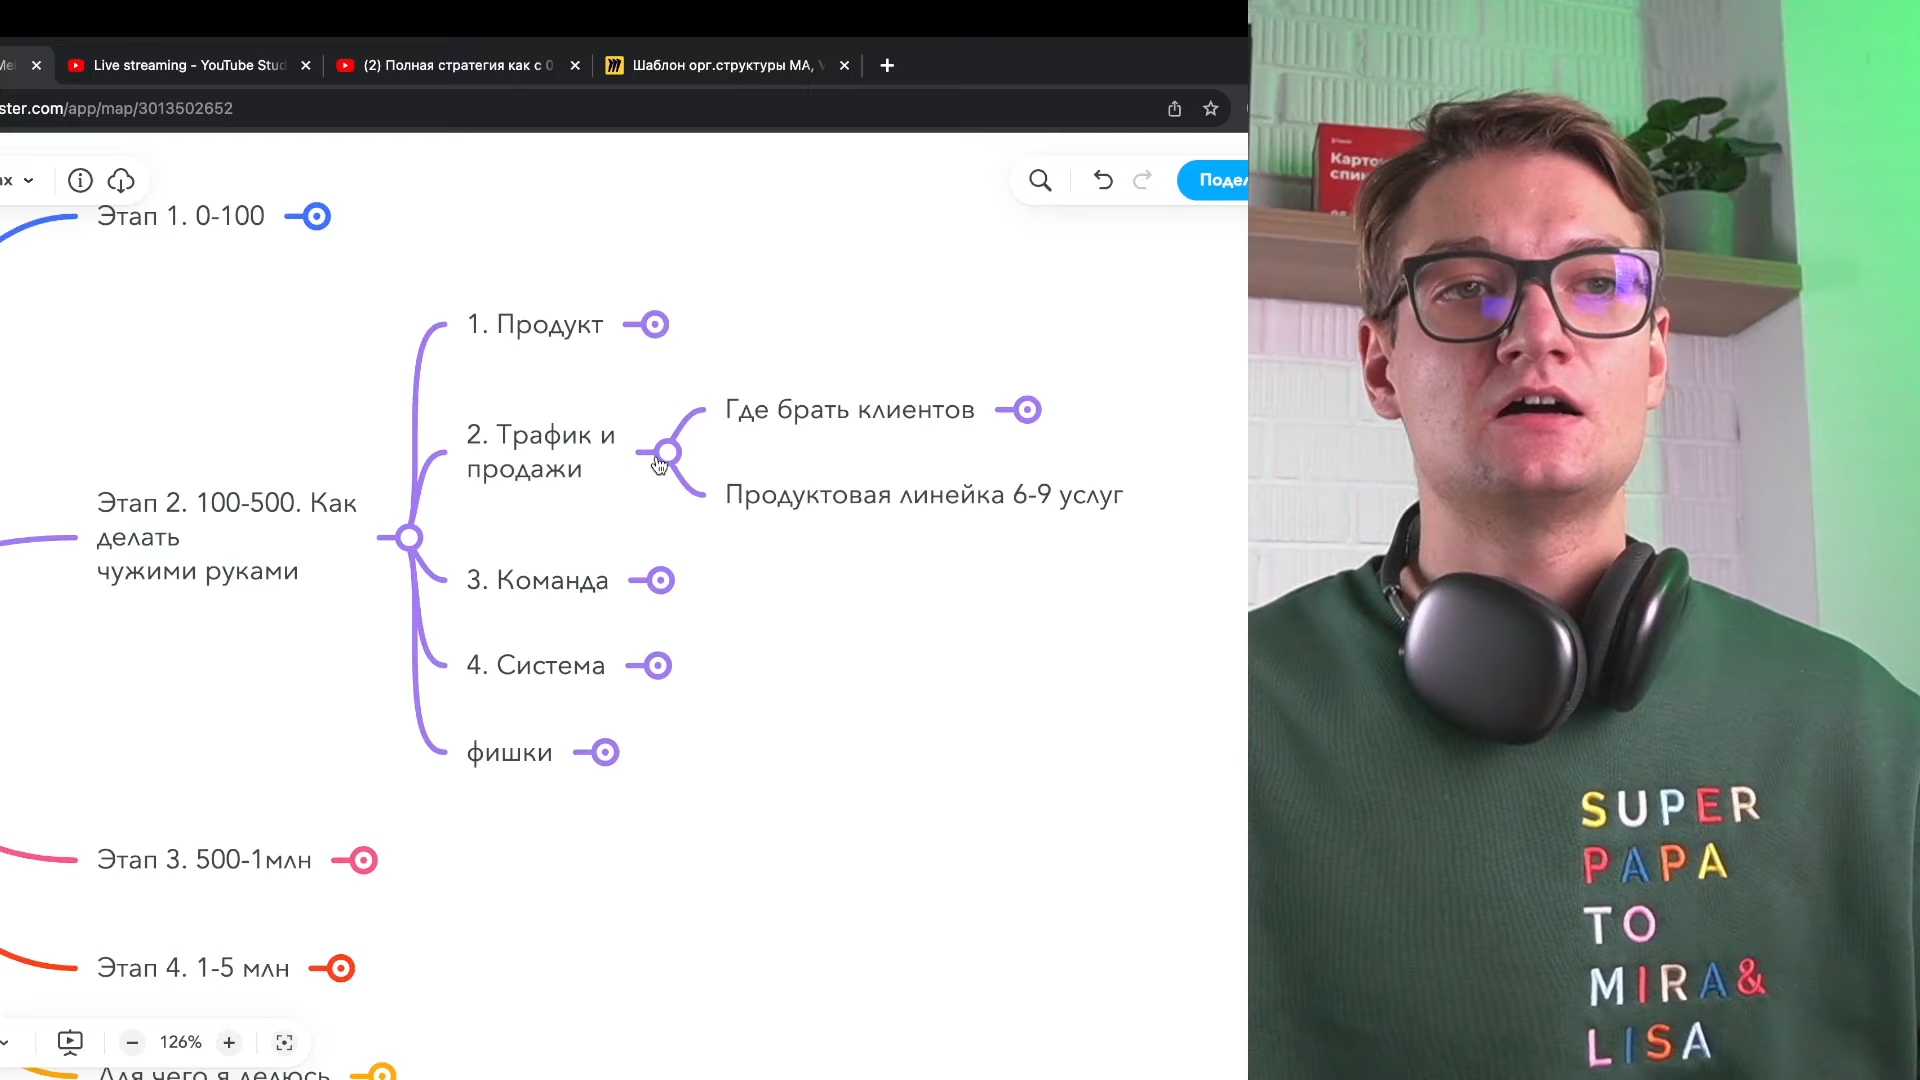 Live streaming - YouTube Stud
(2) Полная стратегия как с 0
Шаблон орг.структуры МА,
ster.com/app/map/3013502652
Поде
Этап 1. 0-100
1. Продукт
2. Трафик и
продажи
Где брать клиентов
Продуктовая линейка 6-9 услуг
Этап 2. 100-500. Как
делать
чужими руками
3. Команда
4. Система
фишки
Этап 3. 500-1млн
Этап 4. 1-5 млн
126%
Для чего я делюсь
Карто
спи
SUPER
PAPA
TO
MIRA&
LISA